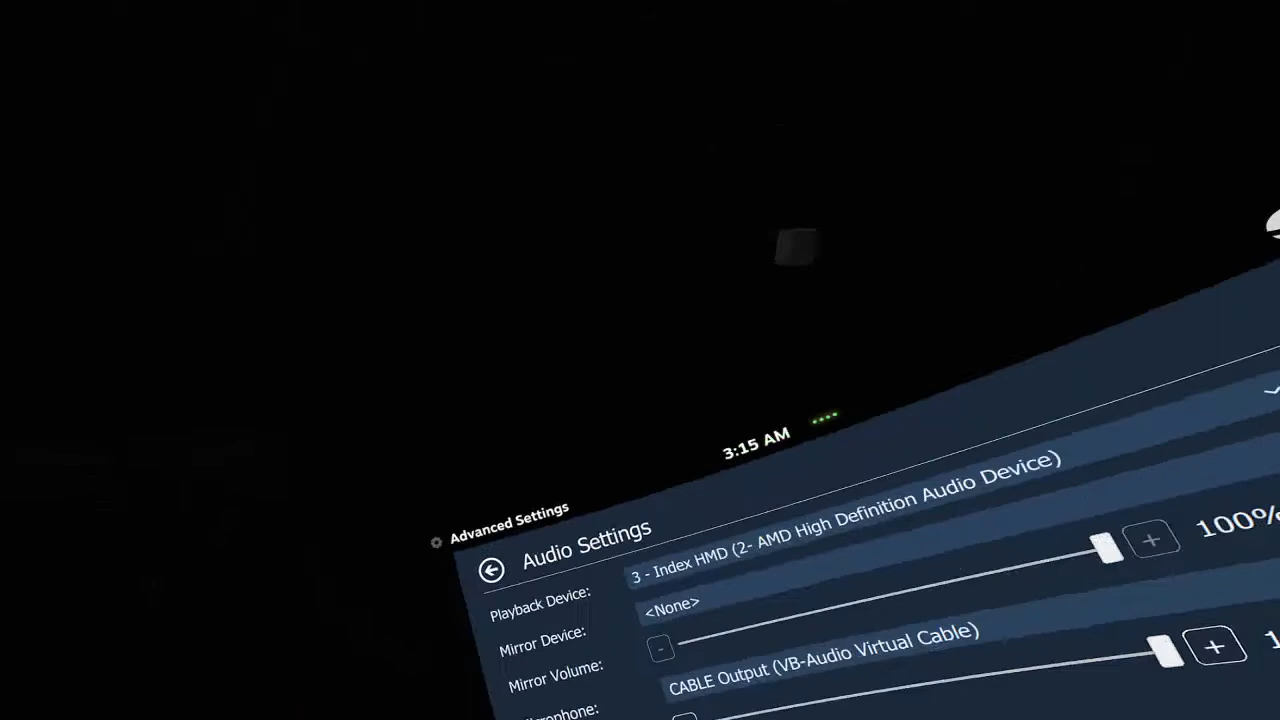 3:15 AM
Advanced Settings
Audio Settings
Playback Device:
3 - Index HMD (2- AMD High Definition Audio Device)
Mirror Device:
<None>
Mirror Volume:
-
+
100%
CABLE Output (VB-Audio Virtual Cable)
+